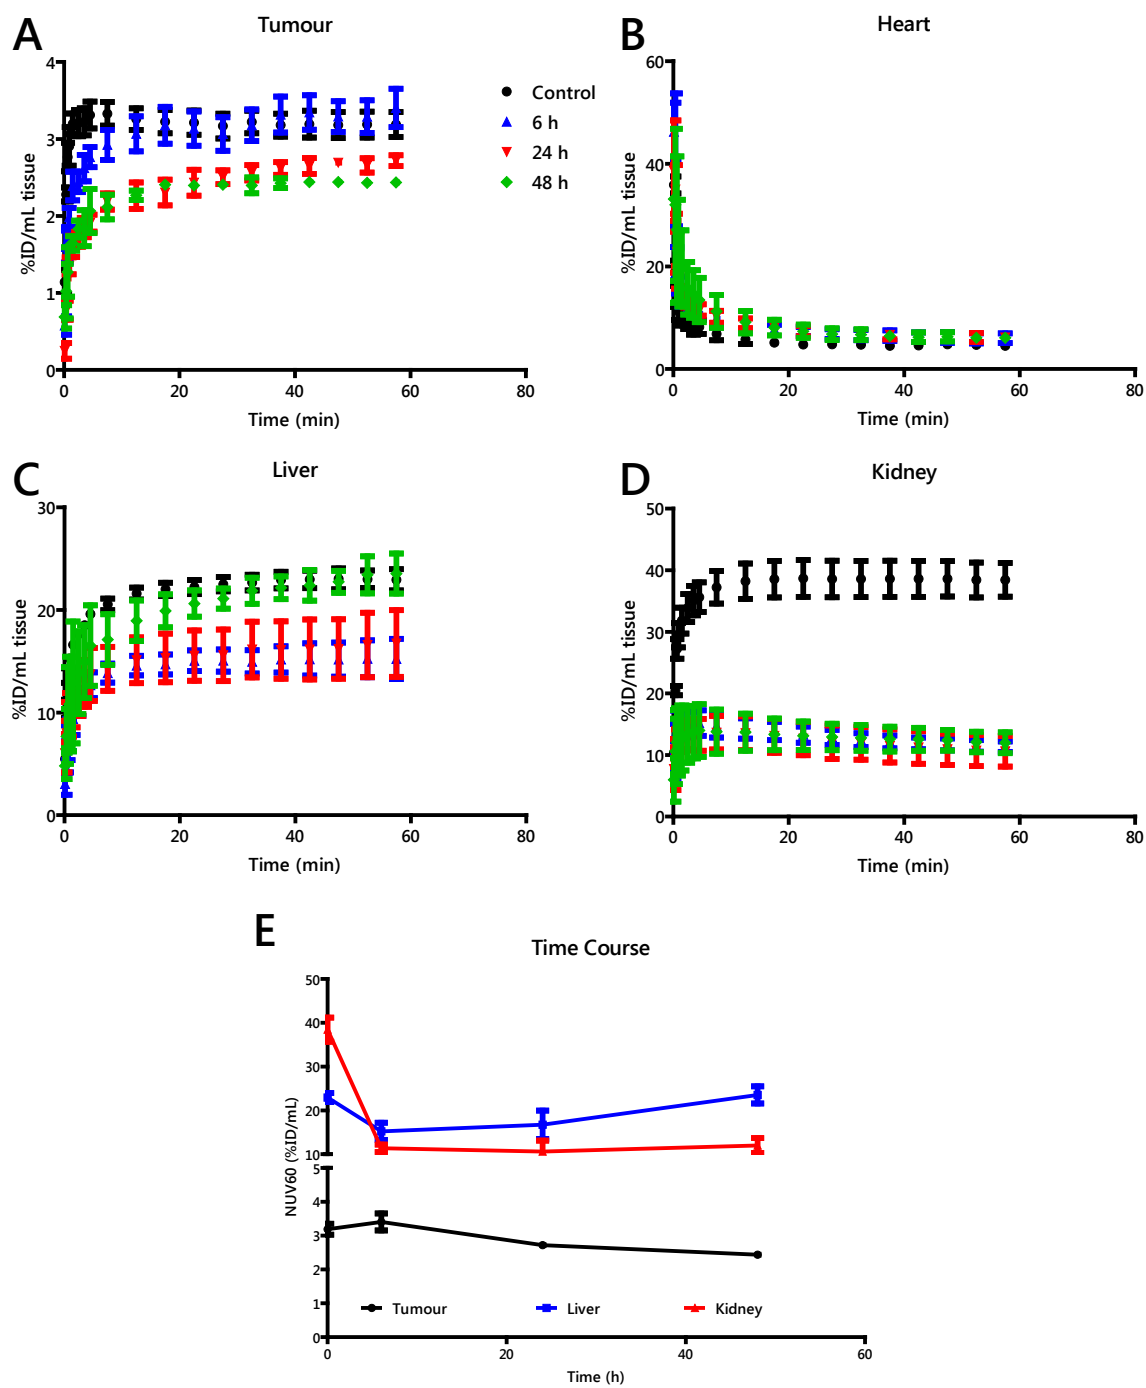 A
Tumour
%ID/mL tissue
4
3
2
1
0
0 20 40 60 80
Time (min)
Control
6 h
24 h
48 h
B
Heart
%ID/mL tissue
60
40
20
0
0 20 40 60 80
Time (min)
C
Liver
%ID/mL tissue
30
20
10
0
0 20 40 60 80
Time (min)
D
Kidney
%ID/mL tissue
50
40
30
20
10
0
0 20 40 60 80
Time (min)
E
Time Course
NUV60 (%ID/mL)
50
40
30
20
10
5
4
3
2
1
0
Tumour Liver Kidney
0 20 40 60
Time (h)